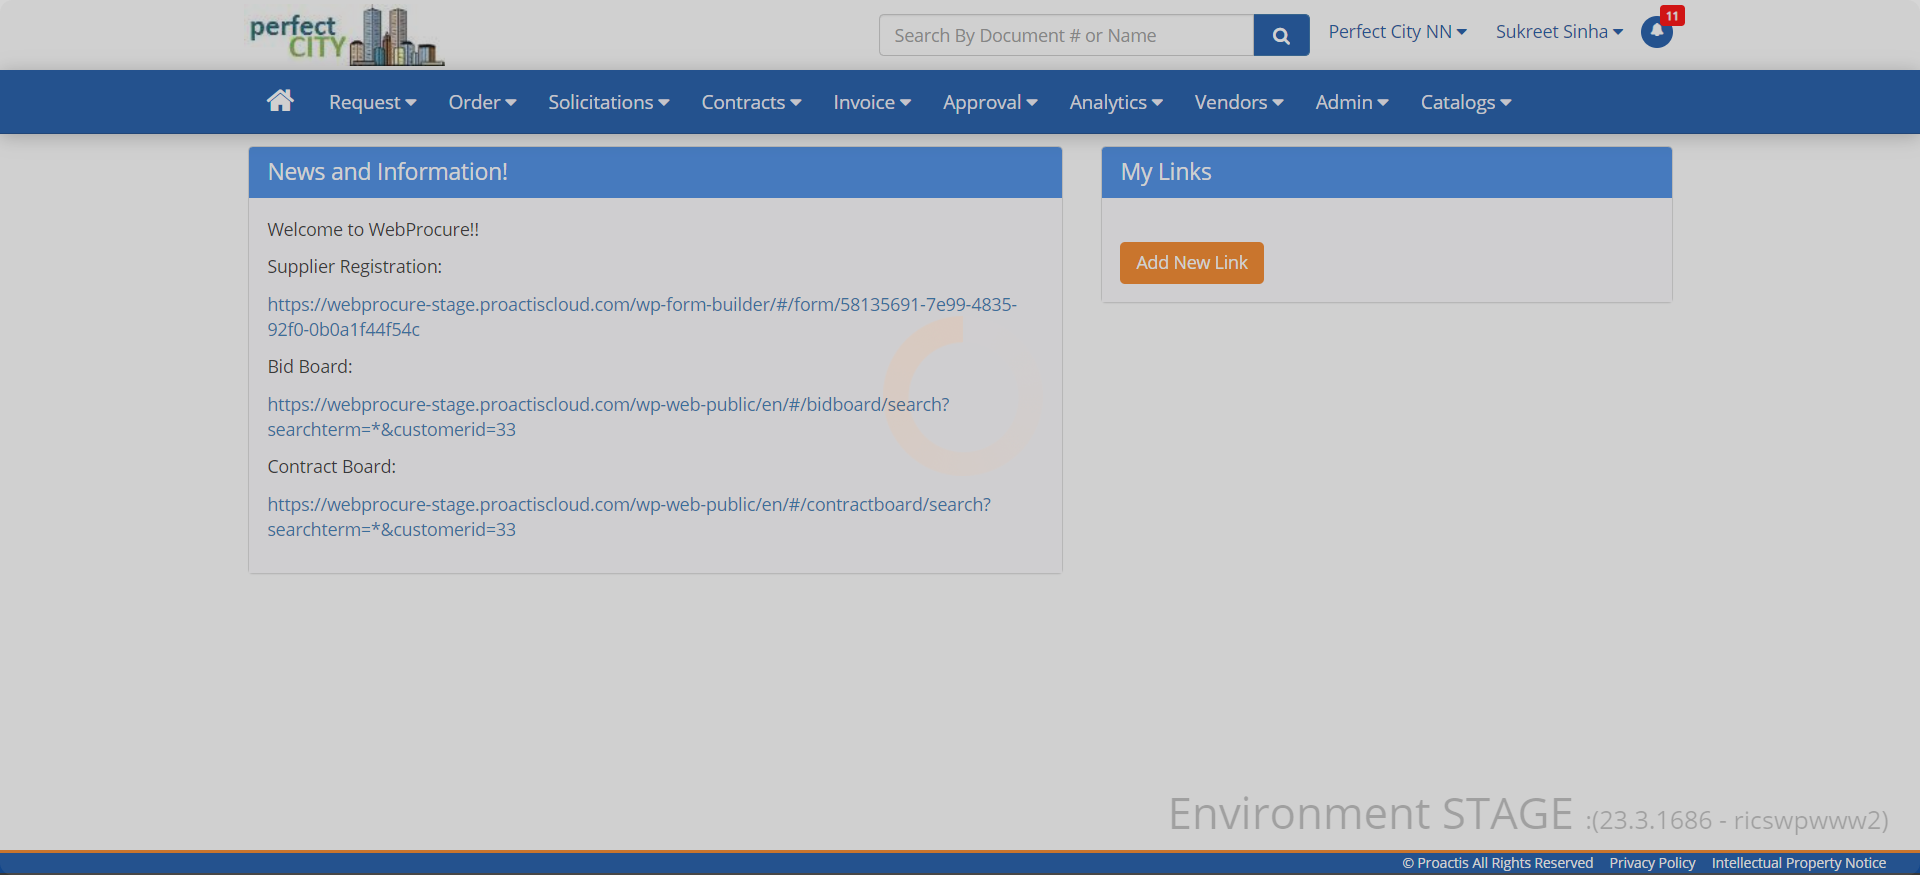 perfect
CITY
Search By Document # or Name
Perfect City NN
Sukreet Sinha
11
Request
Order
Solicitations
Contracts
Invoice
Approval
Analytics
Vendors
Admin
Catalogs
News and Information!
My Links
Welcome to WebProcure!!
Supplier Registration:
https://webprocure-stage.proactiscloud.com/wp-form-builder/#/form/58135691-7e99-4835-
92f0-0b0a1f44f54c
Bid Board:
https://webprocure-stage.proactiscloud.com/wp-web-public/en/#/bidboard/search?
searchterm=*&customerid=33
Contract Board:
https://webprocure-stage.proactiscloud.com/wp-web-public/en/#/contractboard/search?
searchterm=*&customerid=33
Add New Link
Environment STAGE :(23.3.1686 - ricswpwww2)
© Proactis All Rights Reserved
Privacy Policy
Intellectual Property Notice